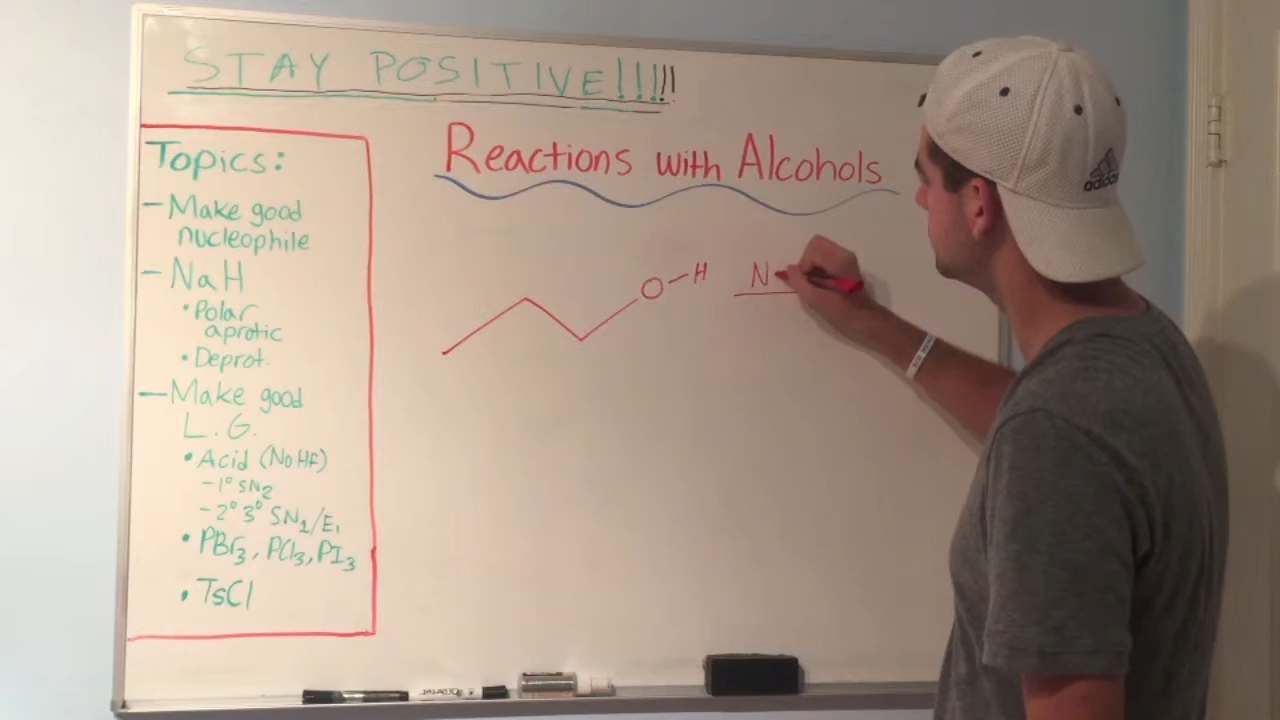 STAY POSITIVE!!!!!!
Reactions with Alcohols
Topics:
- Make good
nucleophile
- NaH
• Polar
aprotic
• Deprot.
- Make good
L.G.
• Acid (No HF)
- 1° SN2
- 2° 3° SN1/E1
• PBr3, PCl3, PI3
• TsCl
O-H
N
adidas